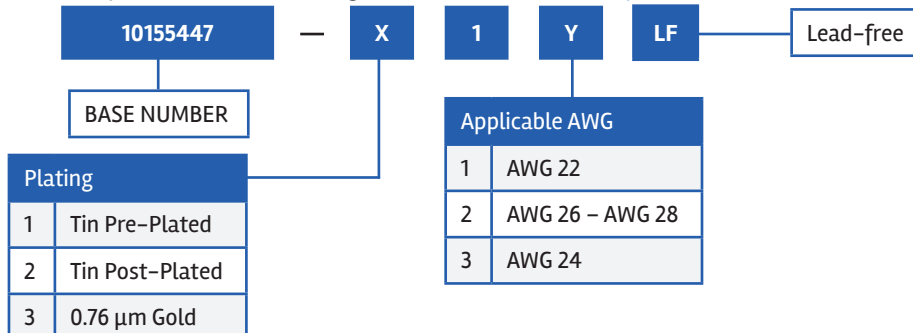 10155447 — X 1 Y LF Lead-free
BASE NUMBER
Applicable AWG
1 AWG 22
2 AWG 26 – AWG 28
3 AWG 24
Plating
1 Tin Pre-Plated
2 Tin Post-Plated
3 0.76 µm Gold